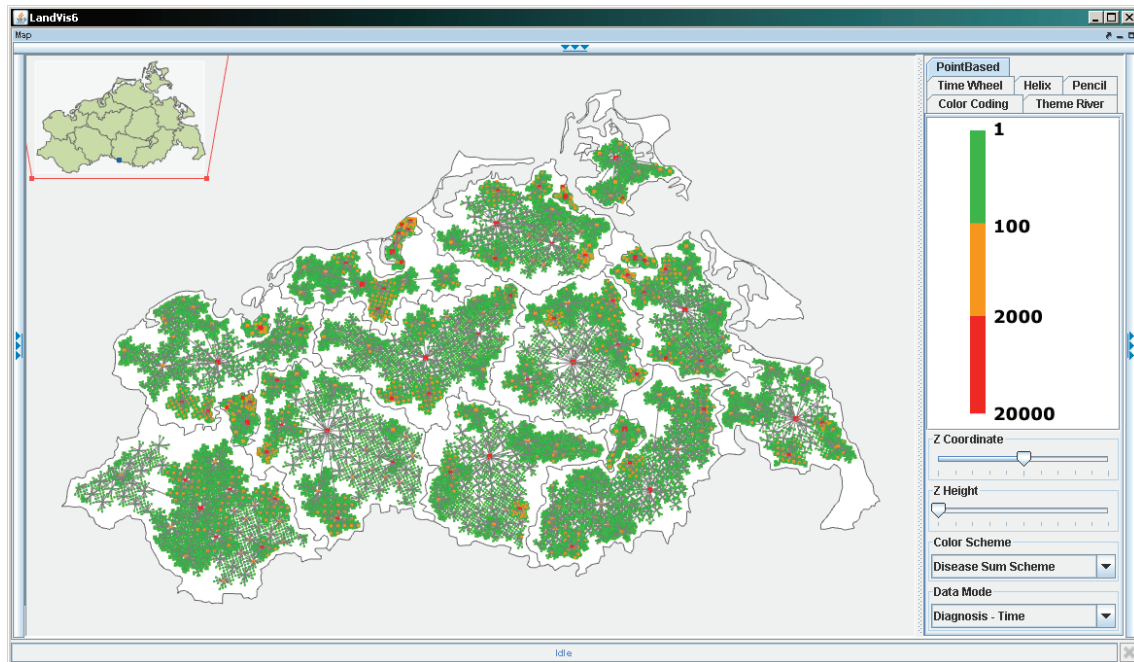 LandVis6
Map
PointBased
Time Wheel Helix Pencil
Color Coding Theme River
1
100
2000
20000
Z Coordinate
Z Height
Color Scheme
Disease Sum Scheme
Data Mode
Diagnosis - Time
Idle